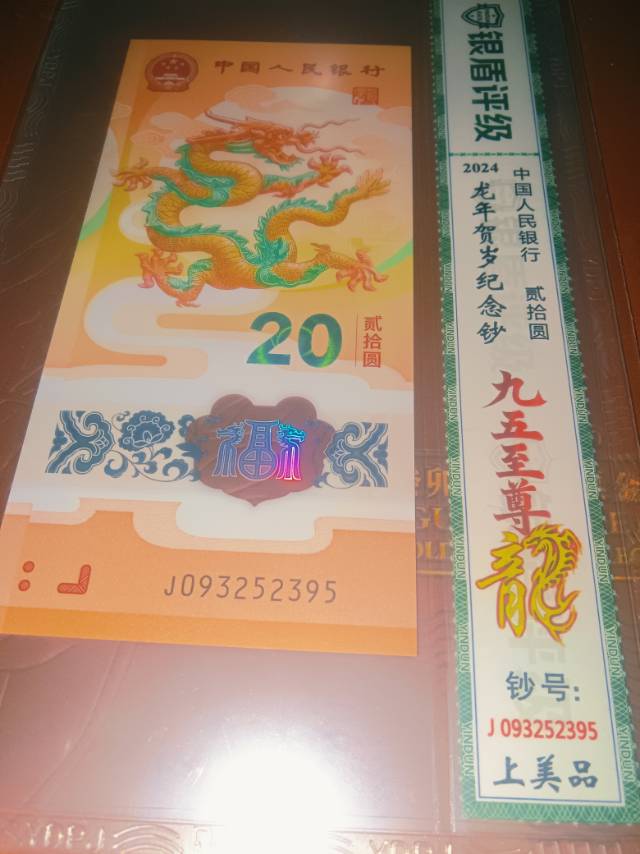 中国人民银行
20
贰拾圆
福
J093252395
银盾评级
2024
中国人民银行 贰拾圆
龙年贺岁纪念钞
九五至尊
龍
钞号:
J 093252395
上美品
YINDUN